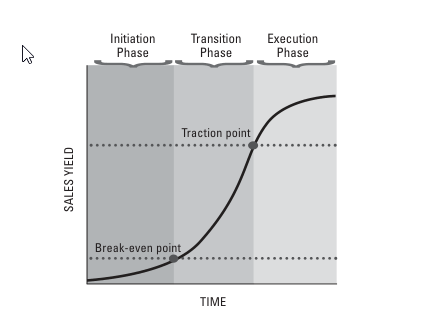 Initiation
Phase
Transition
Phase
Execution
Phase
Traction point
SALES YIELD
Break-even point
TIME